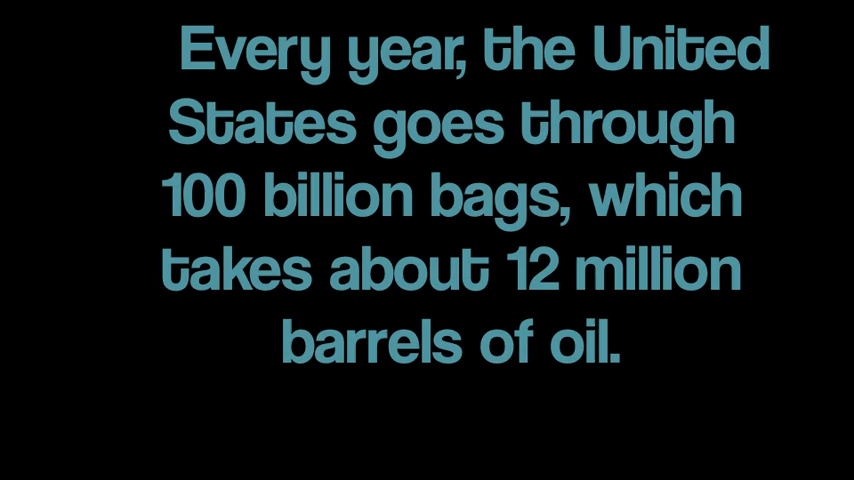 Every year, the United
States goes through
100 billion bags, which
takes about 12 million
barrels of oil.